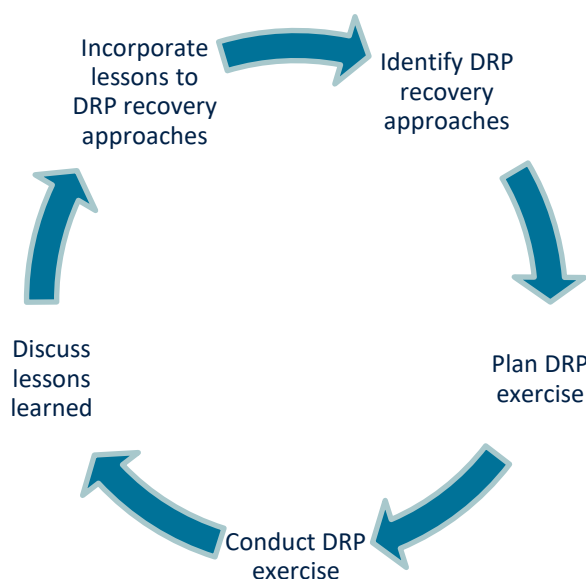 Incorporate
lessons to
DRP recovery
approaches
Identify DRP
recovery
approaches
Plan DRP
exercise
Conduct DRP
exercise
Discuss
lessons
learned